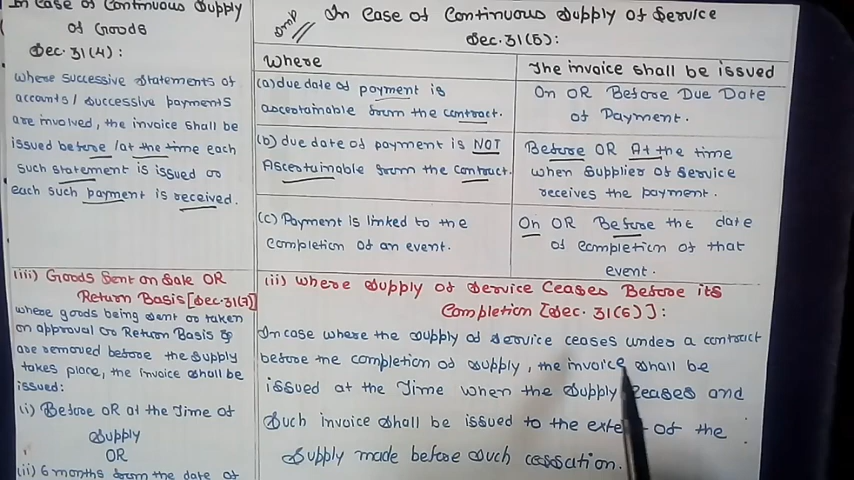 In case of Continuous Supply
of Goods
Sec. 31(4):
where successive statements of
accounts/ successive payments
are involved, the invoice shall be
issued before /at the time each
such statement is issued or
each such payment is received.
Imp
In Case of Continuous Supply of Service
Sec. 31(5):
Where
The invoice shall be issued
(a) due date of payment is
ascertainable from the contract.
On OR Before Due Date
of Payment.
(b) due date of payment is NOT
Ascertainable from the contract.
Before OR At the time
when supplier of service
receives the payment.
(c) Payment is linked to the
completion of an event.
On OR Before the date
of completion of that
event.
(iii) Goods Sent on Sale OR
Return Basis [Sec. 31(7)]
where goods being sent or taken
on approval or Return Basis &
are removed before the supply
takes place, the invoice shall be
issued:
(i) Before OR at the Time of
Supply
OR
(ii) 6 months from the date of
(ii) Where Supply of Service Ceases Before its
Completion [Sec. 31(6)]:
In case where the supply of service ceases under a contract
before the completion of supply, the invoice shall be
issued at the Time when the Supply ceases and
Such invoice shall be issued to the extent of the
Supply made before such cessation.